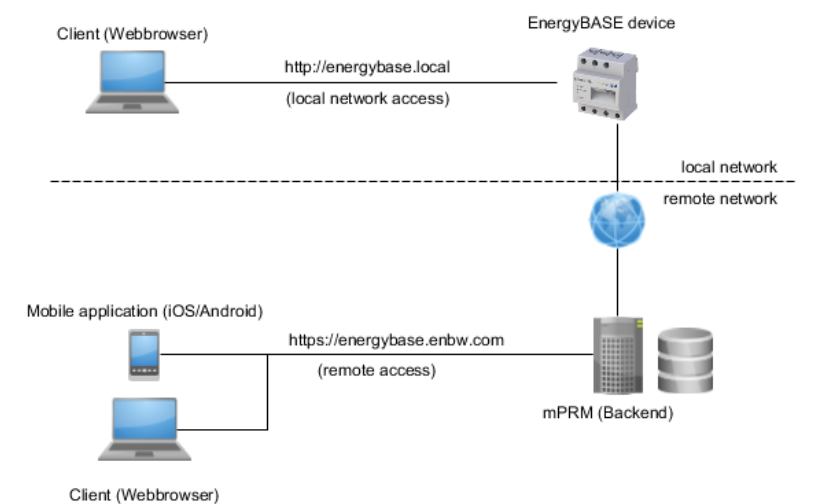 EnergyBASE device
Client (Webbrowser)
http://energybase.local
(local network access)
local network
remote network
Mobile application (iOS/Android)
https://energybase.enbw.com
(remote access)
mPRM (Backend)
Client (Webbrowser)